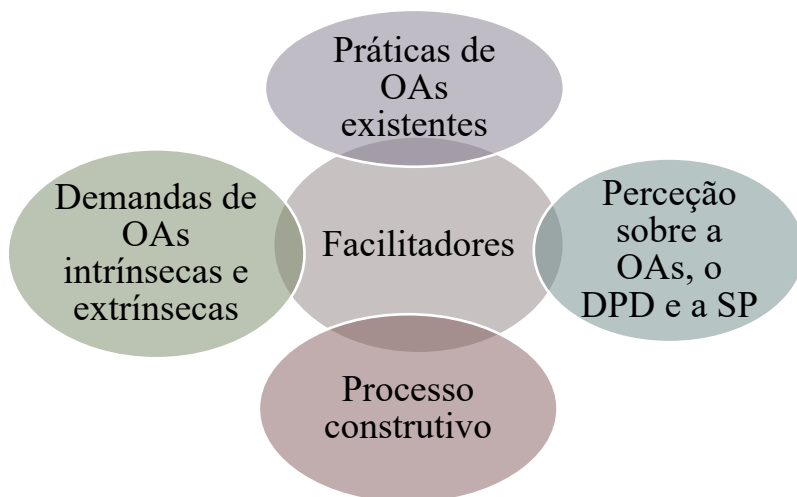 Práticas de
OAs
existentes
Demandas de
OAs
intrínsecas e
extrínsecas
Facilitadores
Perceção
sobre a
OAs, o
DPD e a SP
Processo
construtivo